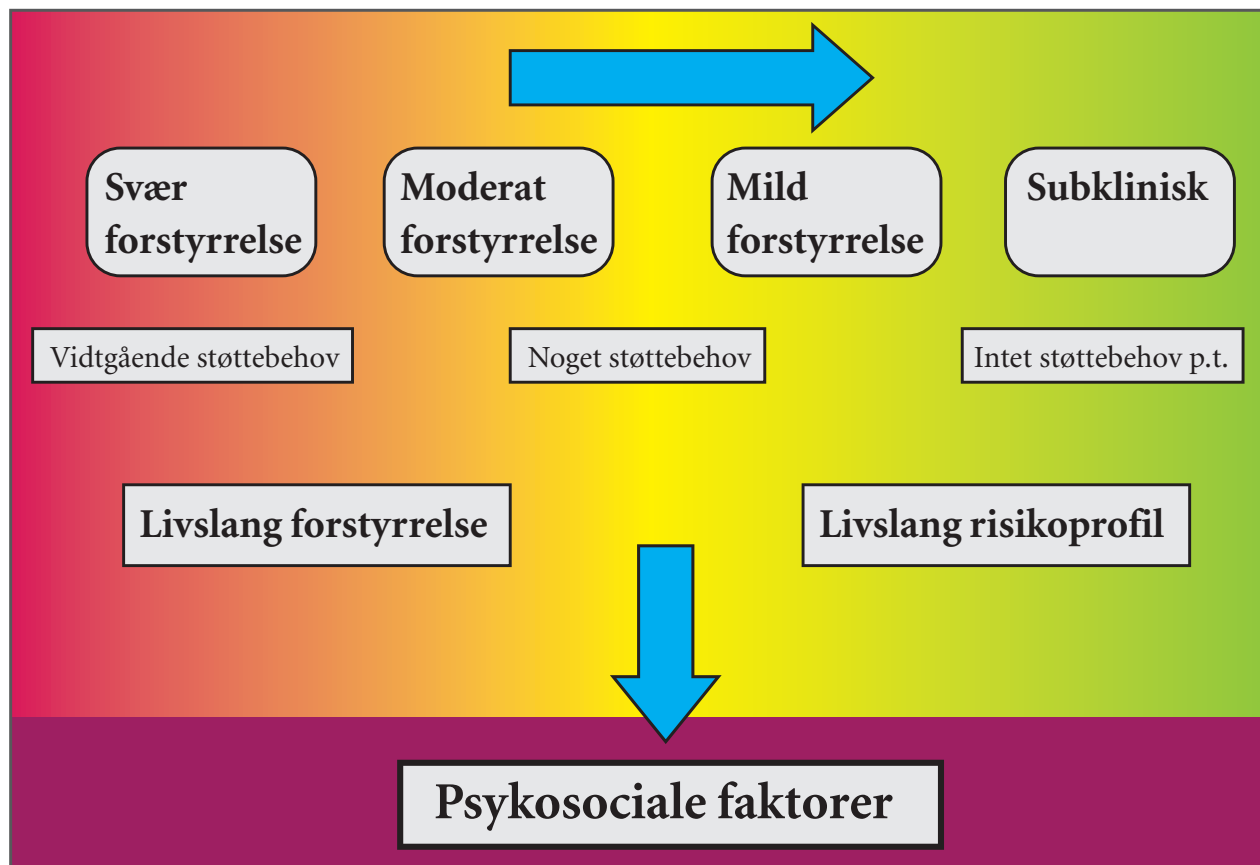 Svær
forstyrrelse
Moderat
forstyrrelse
Mild
forstyrrelse
Subklinisk
Vidtgående støttebehov
Noget støttebehov
Intet støttebehov p.t.
Livslang forstyrrelse
Livslang risikoprofil
Psykosociale faktorer